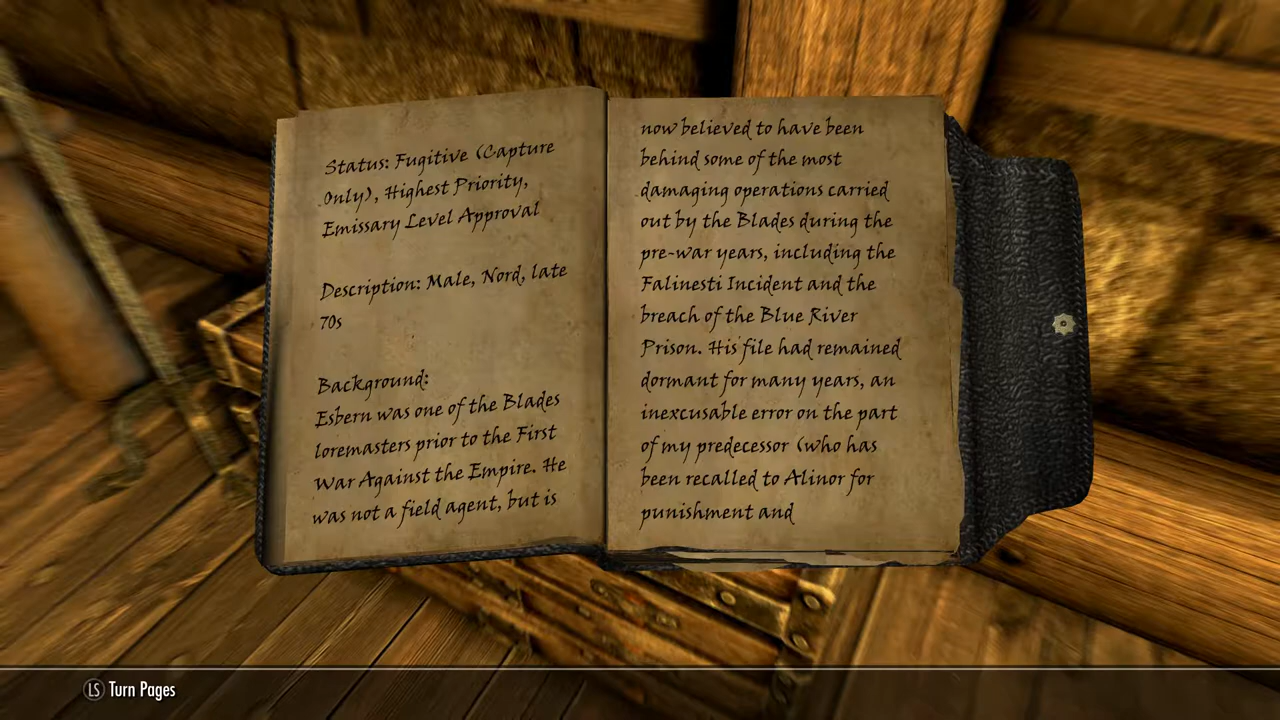 Status: Fugitive (Capture
Only), Highest Priority,
Emissary Level Approval
Description: Male, Nord, late
70s
Background:
Esbern was one of the Blades
loremasters prior to the First
War Against the Empire. He
was not a field agent, but is
now believed to have been
behind some of the most
damaging operations carried
out by the Blades during the
pre-war years, including the
Falinesti Incident and the
breach of the Blue River
Prison. His file had remained
dormant for many years, an
inexcusable error on the part
of my predecessor (who has
been recalled to Alinor for
punishment and
LS Turn Pages